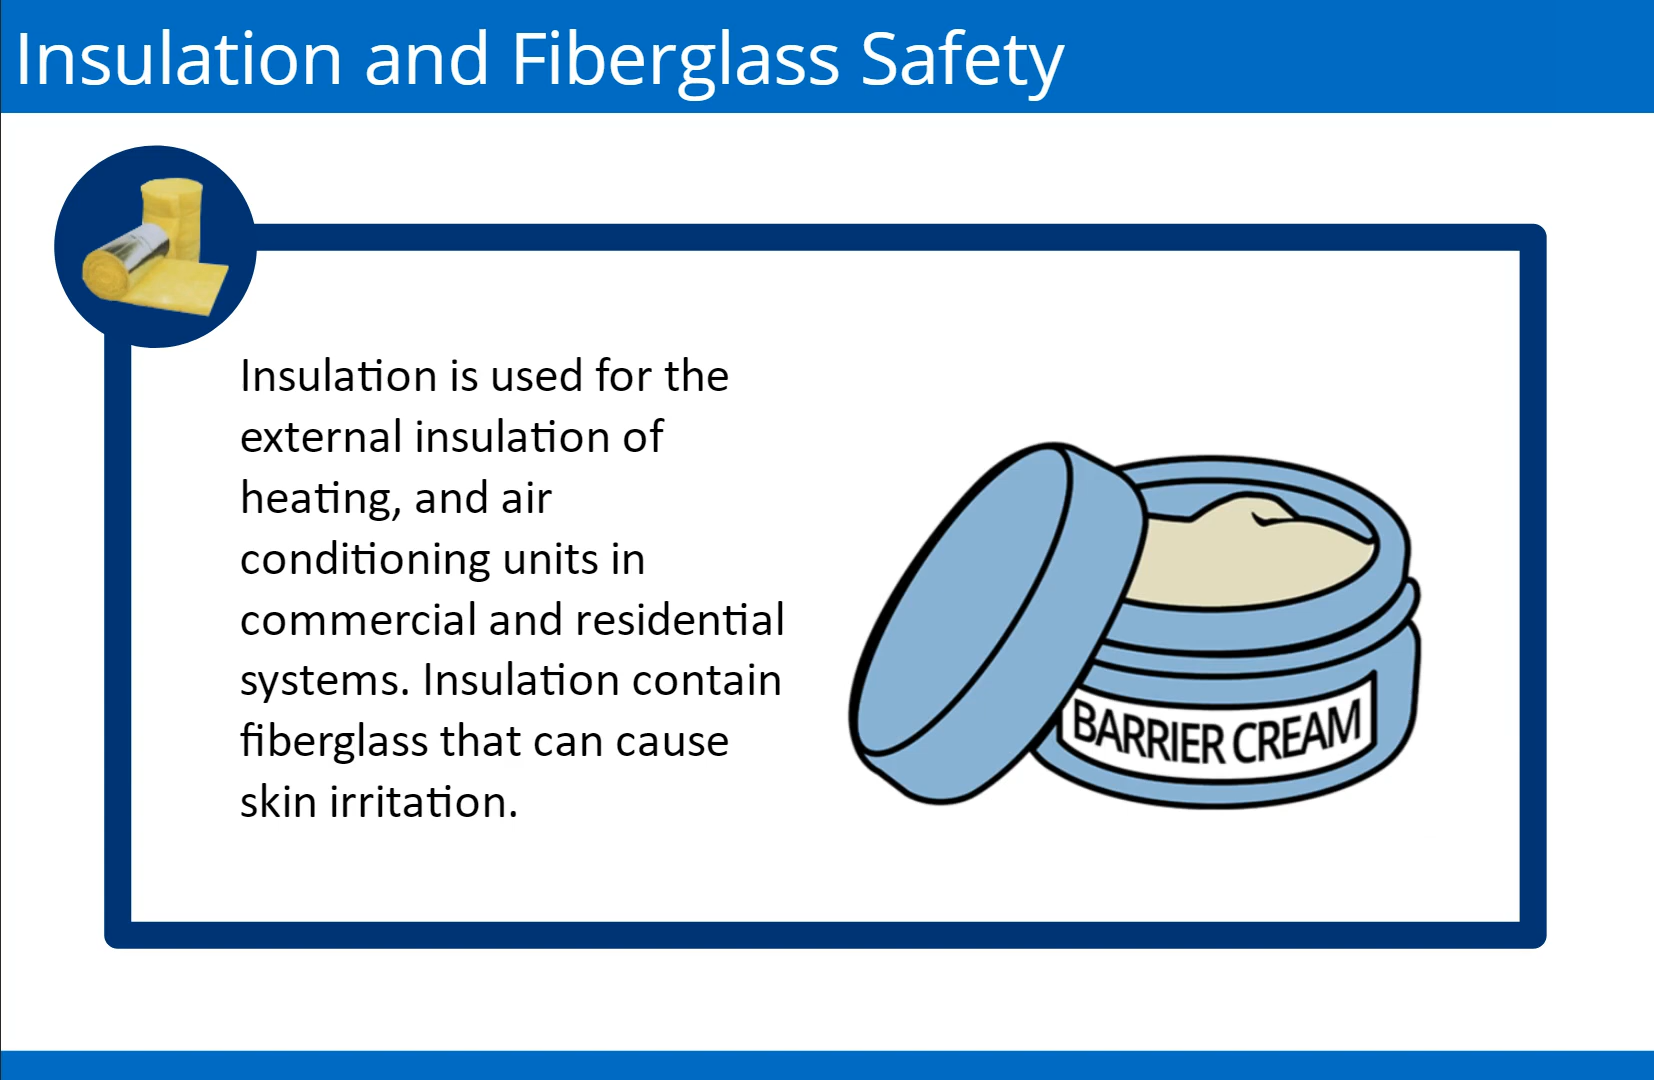 Insulation and Fiberglass Safety
Insulation is used for the
external insulation of
heating, and air
conditioning units in
commercial and residential
systems. Insulation contain
fiberglass that can cause
skin irritation.
BARRIER CREAM